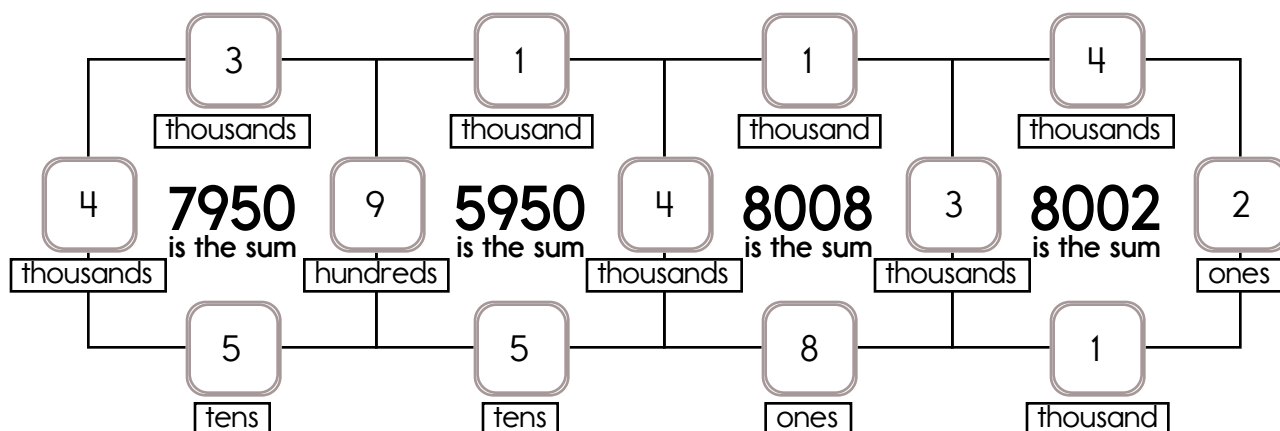 3 1 1 4
thousands thousand thousand thousands
4 7950 9 5950 4 8008 3 8002 2
is the sum is the sum is the sum is the sum
thousands hundreds thousands thousands ones
5 5 8 1
tens tens ones thousand